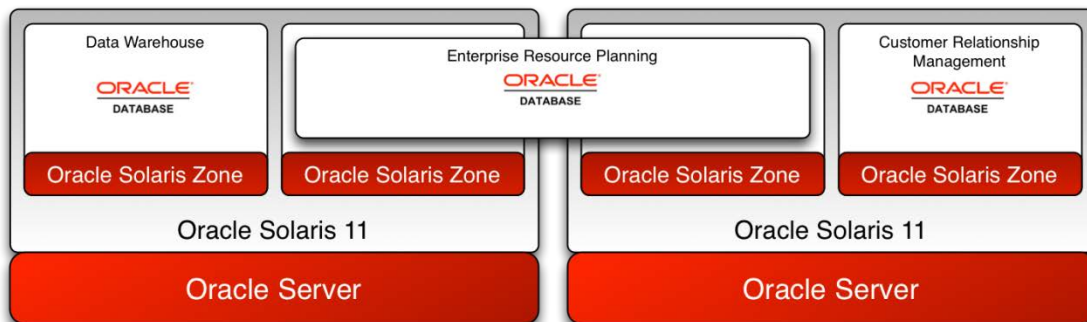 Data Warehouse
ORACLE
DATABASE
Enterprise Resource Planning
ORACLE
DATABASE
Customer Relationship
Management
ORACLE
DATABASE
Oracle Solaris Zone
Oracle Solaris Zone
Oracle Solaris Zone
Oracle Solaris Zone
Oracle Solaris 11
Oracle Solaris 11
Oracle Server
Oracle Server